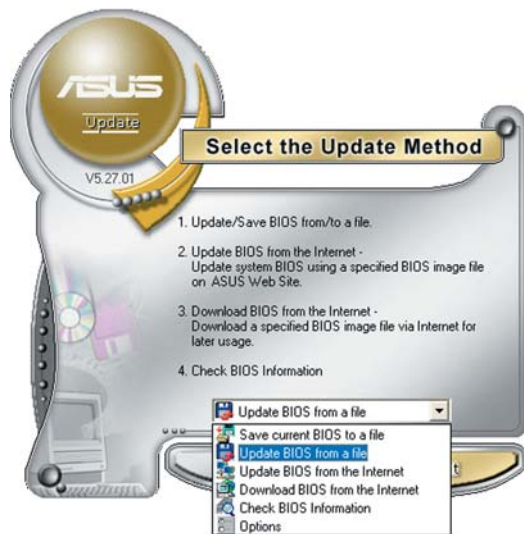 ASUS
Update
V5.27.01
Select the Update Method
1. Update/Save BIOS from/to a file.
2. Update BIOS from the Internet -
Update system BIOS using a specified BIOS image file
on ASUS Web Site.
3. Download BIOS from the Internet -
Download a specified BIOS image file via Internet for
later usage.
4. Check BIOS Information
Update BIOS from a file
Save current BIOS to a file
Update BIOS from a file
Update BIOS from the Internet
Download BIOS from the Internet
Check BIOS Information
Options